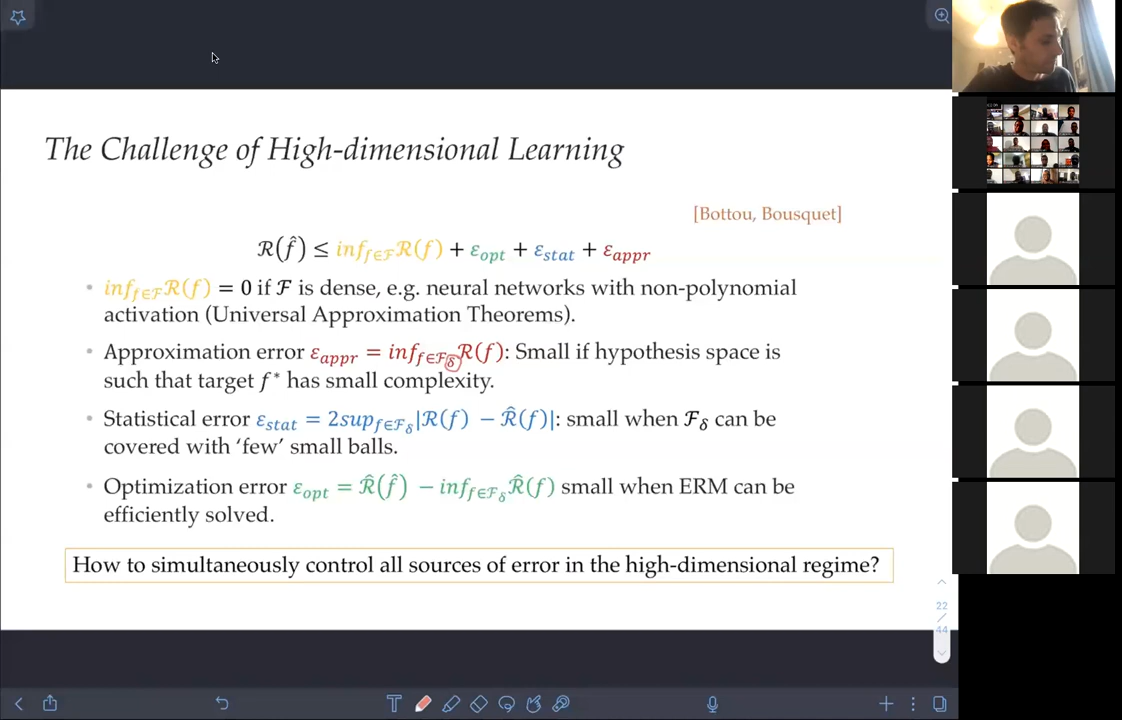 The Challenge of High-dimensional Learning
[Bottou, Bousquet]
ℛ(f̂) ≤ inf_{f∈ℱ} ℛ(f) + ε_opt + ε_stat + ε_appr
• inf_{f∈ℱ} ℛ(f) = 0 if ℱ is dense, e.g. neural networks with non-polynomial
activation (Universal Approximation Theorems).
• Approximation error ε_appr = inf_{f∈ℱ_δ} ℛ(f): Small if hypothesis space is
such that target f* has small complexity.
• Statistical error ε_stat = 2sup_{f∈ℱ_δ} |ℛ(f) − ℛ̂(f)|: small when ℱ_δ can be
covered with ‘few’ small balls.
• Optimization error ε_opt = ℛ̂(f̂) − inf_{f∈ℱ_δ} ℛ̂(f) small when ERM can be
efficiently solved.
How to simultaneously control all sources of error in the high-dimensional regime?
22
/
44